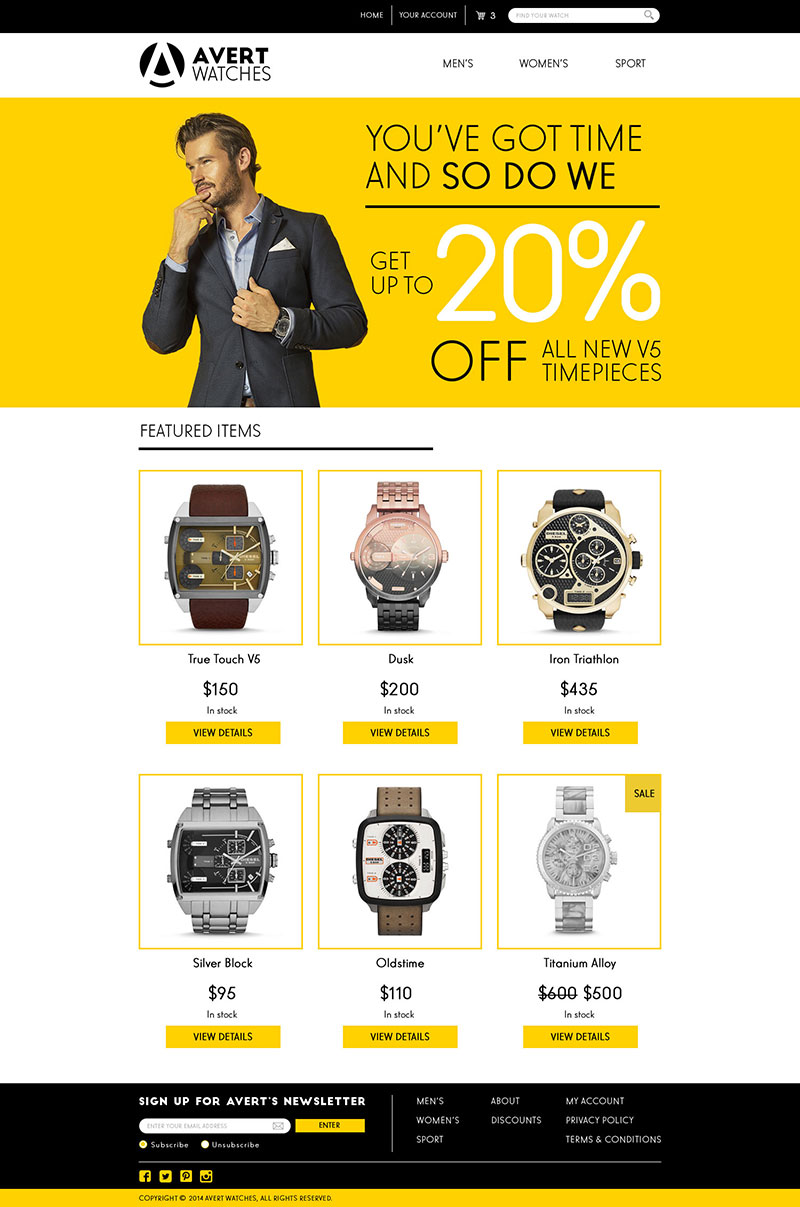 HOME
YOUR ACCOUNT
3
FIND YOUR WATCH
AVERT
WATCHES
MEN'S
WOMEN'S
SPORT
YOU'VE GOT TIME
AND SO DO WE
GET
UP TO
20%
OFF
ALL NEW V5
TIMEPIECES
FEATURED ITEMS
DIESEL
DIESEL
True Touch V5
Dusk
Iron Triathlon
$150
$200
$435
In stock
In stock
In stock
VIEW DETAILS
VIEW DETAILS
VIEW DETAILS
SALE
DIESEL
DIESEL
Silver Block
Oldstime
Titanium Alloy
$95
$110
$600 $500
In stock
In stock
In stock
VIEW DETAILS
VIEW DETAILS
VIEW DETAILS
SIGN UP FOR AVERT'S NEWSLETTER
ENTER YOUR EMAIL ADDRESS
ENTER
Subscribe
Unsubscribe
MEN'S
WOMEN'S
SPORT
ABOUT
DISCOUNTS
MY ACCOUNT
PRIVACY POLICY
TERMS & CONDITIONS
COPYRIGHT © 2014 AVERT WATCHES, ALL RIGHTS RESERVED.